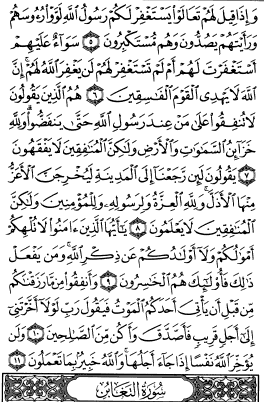 وَإِذَا قِيلَ لَهُمْ تَعَالَوْا۟ يَسْتَغْفِرْ لَكُمْ رَسُولُ ٱللَّهِ لَوَّوْا۟ رُءُوسَهُمْ
وَرَأَيْتَهُمْ يَصُدُّونَ وَهُم مُّسْتَكْبِرُونَ ٥ سَوَآءٌ عَلَيْهِمْ
أَسْتَغْفَرْتَ لَهُمْ أَمْ لَمْ تَسْتَغْفِرْ لَهُمْ لَن يَغْفِرَ ٱللَّهُ لَهُمْ إِنَّ
ٱللَّهَ لَا يَهْدِى ٱلْقَوْمَ ٱلْفَـٰسِقِينَ ٦ هُمُ ٱلَّذِينَ يَقُولُونَ
لَا تُنفِقُوا۟ عَلَىٰ مَنْ عِندَ رَسُولِ ٱللَّهِ حَتَّىٰ يَنفَضُّوا۟ وَلِلَّهِ
خَزَآئِنُ ٱلسَّمَـٰوَٰتِ وَٱلْأَرْضِ وَلَـٰكِنَّ ٱلْمُنَـٰفِقِينَ لَا يَفْقَهُونَ
٧ يَقُولُونَ لَئِن رَّجَعْنَآ إِلَى ٱلْمَدِينَةِ لَيُخْرِجَنَّ ٱلْأَعَزُّ
مِنْهَا ٱلْأَذَلَّ وَلِلَّهِ ٱلْعِزَّةُ وَلِرَسُولِهِۦ وَلِلْمُؤْمِنِينَ وَلَـٰكِنَّ
ٱلْمُنَـٰفِقِينَ لَا يَعْلَمُونَ ٨ يَـٰٓأَيُّهَا ٱلَّذِينَ ءَامَنُوا۟ لَا تُلْهِكُمْ
أَمْوَٰلُكُمْ وَلَآ أَوْلَـٰدُكُمْ عَن ذِكْرِ ٱللَّهِ وَمَن يَفْعَلْ
ذَٰلِكَ فَأُو۟لَـٰٓئِكَ هُمُ ٱلْخَـٰسِرُونَ ٩ وَأَنفِقُوا۟ مِن مَّا رَزَقْنَـٰكُم
مِّن قَبْلِ أَن يَأْتِىَ أَحَدَكُمُ ٱلْمَوْتُ فَيَقُولَ رَبِّ لَوْلَآ أَخَّرْتَنِىٓ
إِلَىٰٓ أَجَلٍ قَرِيبٍ فَأَصَّدَّقَ وَأَكُن مِّنَ ٱلصَّـٰلِحِينَ ١٠ وَلَن
يُؤَخِّرَ ٱللَّهُ نَفْسًا إِذَا جَآءَ أَجَلُهَا وَٱللَّهُ خَبِيرٌۢ بِمَا تَعْمَلُونَ ١١
سُورَةُ التَّغَابُنِ